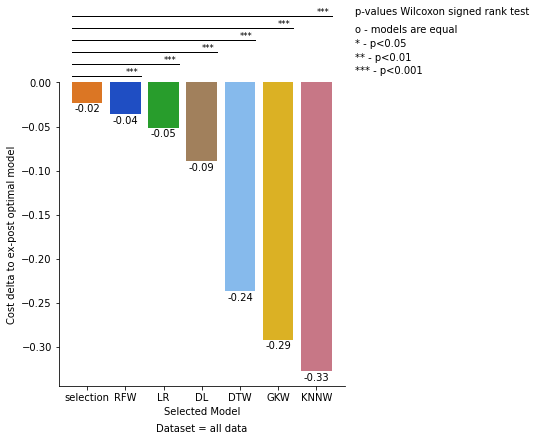 p-values Wilcoxon signed rank test
o - models are equal
* - p<0.05
** - p<0.01
*** - p<0.001
***
***
***
***
***
***
0.00
−0.05
−0.10
−0.15
−0.20
−0.25
−0.30
Cost delta to ex-post optimal model
-0.02
-0.04
-0.05
-0.09
-0.24
-0.29
-0.33
selection RFW LR DL DTW GKW KNNW
Selected Model
Dataset = all data